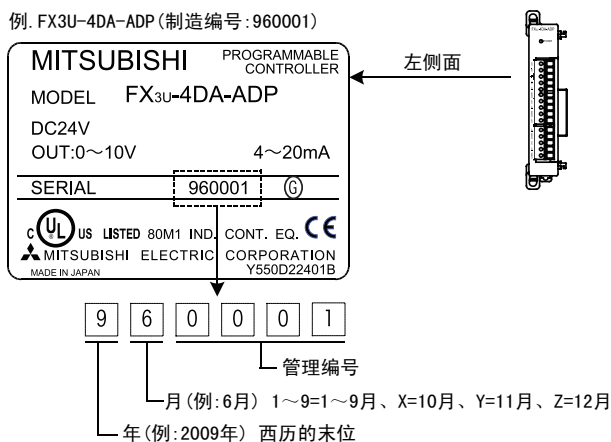 例.FX3U-4DA-ADP(制造编号:960001)
MITSUBISHI PROGRAMMABLE CONTROLLER
左侧面
MODEL FX3U-4DA-ADP
DC24V
OUT:0～10V 4～20mA
SERIAL 960001 G
C UL US LISTED 80M1 IND. CONT. EQ. CE
MITSUBISHI ELECTRIC CORPORATION
MADE IN JAPAN Y550D22401B
9 6 0 0 0 1
管理编号
月(例:6月) 1～9=1～9月、X=10月、Y=11月、Z=12月
年(例:2009年) 西历的末位